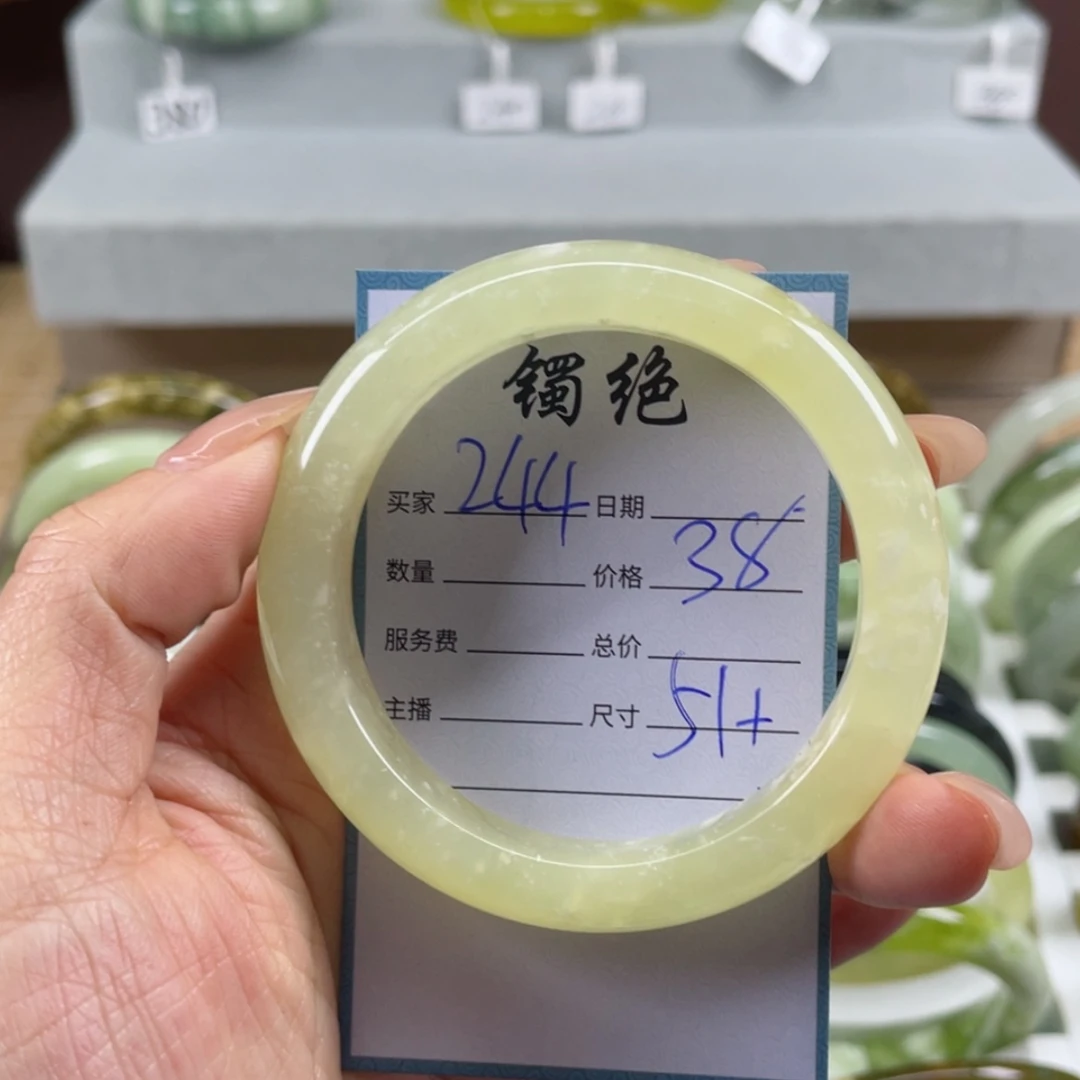 镯绝
买家 244 日期
数量 价格 38
服务费 总价
主播 尺寸 51+